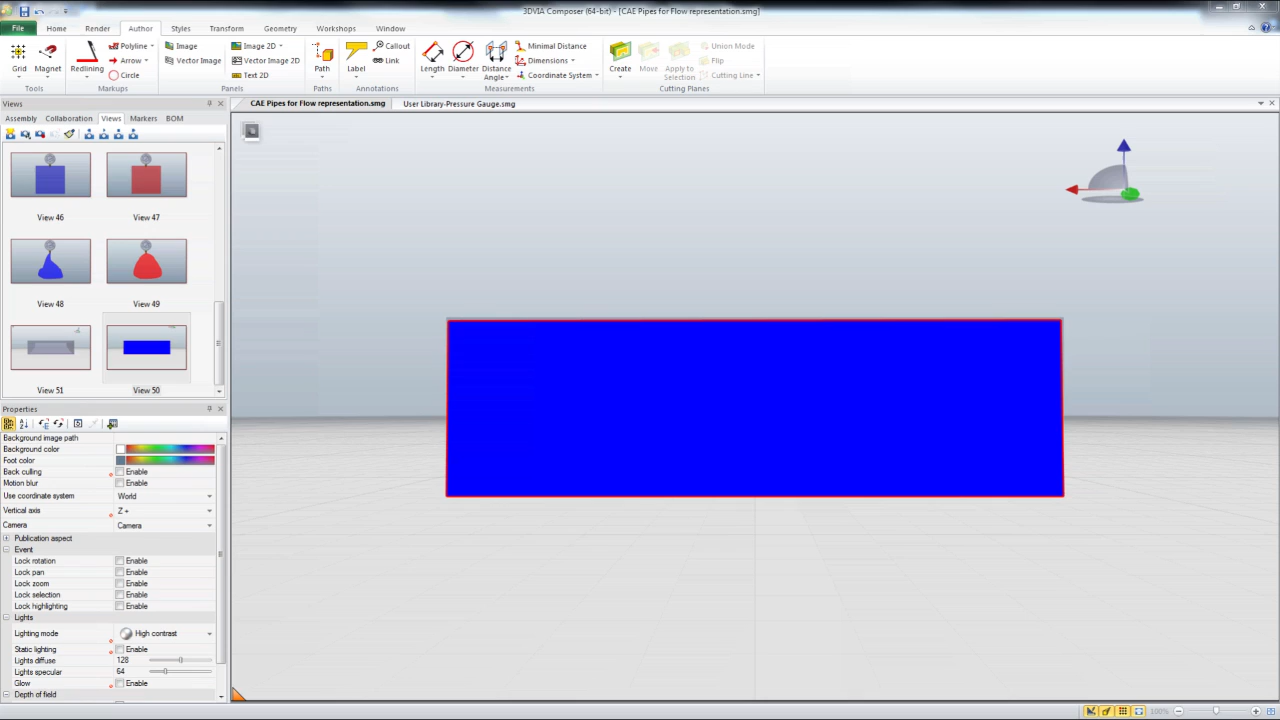 3DVIA Composer (64-bit) - [CAE Pipes for Flow representation.smg]
File Home Render Author Styles Transform Geometry Workshops Window
Grid Magnet Redlining Polyline Arrow Circle
Image Vector Image Image 2D Vector Image 2D Text 2D
Path Label Callout Link
Length Diameter Distance Angle Minimal Distance Dimensions Coordinate System
Create Move Apply to Selection Union Mode Flip Cutting Line
Tools Markups Panels Paths Annotations Measurements Cutting Planes
Views
CAE Pipes for Flow representation.smg User Library-Pressure Gauge.smg
Assembly Collaboration Views Markers BOM
View 46 View 47
View 48 View 49
View 51 View 50
Properties
Background image path
Background color
Foot color
Back culling Enable
Motion blur Enable
Use coordinate system World
Vertical axis Z +
Camera Camera
Publication aspect
Event
Lock rotation Enable
Lock pan Enable
Lock zoom Enable
Lock selection Enable
Lock highlighting Enable
Lights
Lighting mode High contrast
Static lighting Enable
Lights diffuse 128
Lights specular 64
Glow Enable
Depth of field
100%